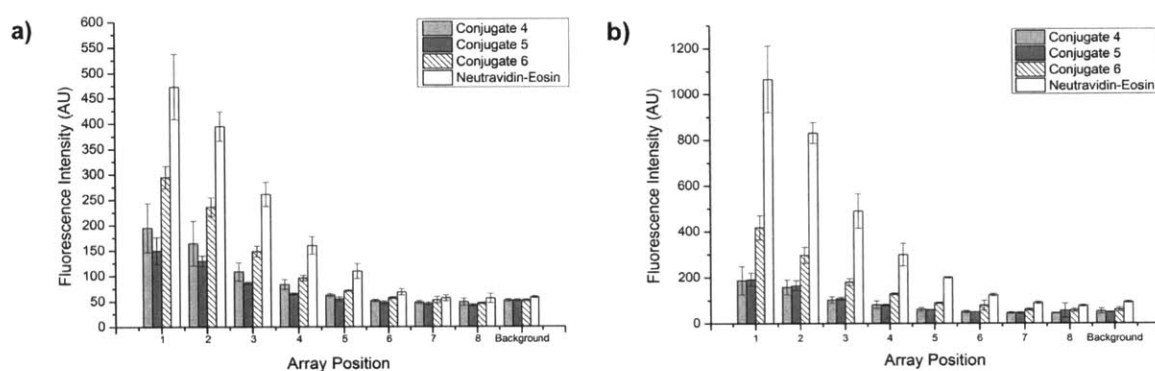 a)
Fluorescence Intensity (AU)
600
550
500
450
400
350
300
250
200
150
100
50
0
Conjugate 4
Conjugate 5
Conjugate 6
Neutravidin-Eosin
1 2 3 4 5 6 7 8 Background
Array Position
b)
Fluorescence Intensity (AU)
1200
1000
800
600
400
200
0
Conjugate 4
Conjugate 5
Conjugate 6
Neutravidin-Eosin
1 2 3 4 5 6 7 8 Background
Array Position